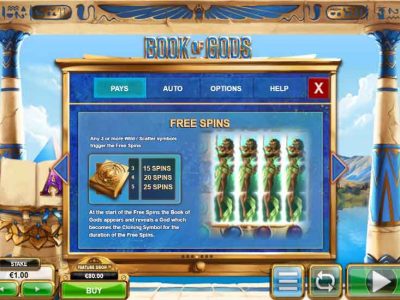 BOOK OF GODS
PAYS AUTO OPTIONS HELP X
FREE SPINS
Any 3 or more Wild / Scatter symbols
trigger the Free Spins
3 15 SPINS
4 20 SPINS
5 25 SPINS
At the start of the Free Spins the Book of
Gods appears and reveals a God which
becomes the Cloning Symbol for the
duration of the Free Spins.
STAKE
€1.00
FEATURE DROP
€80.00
BUY